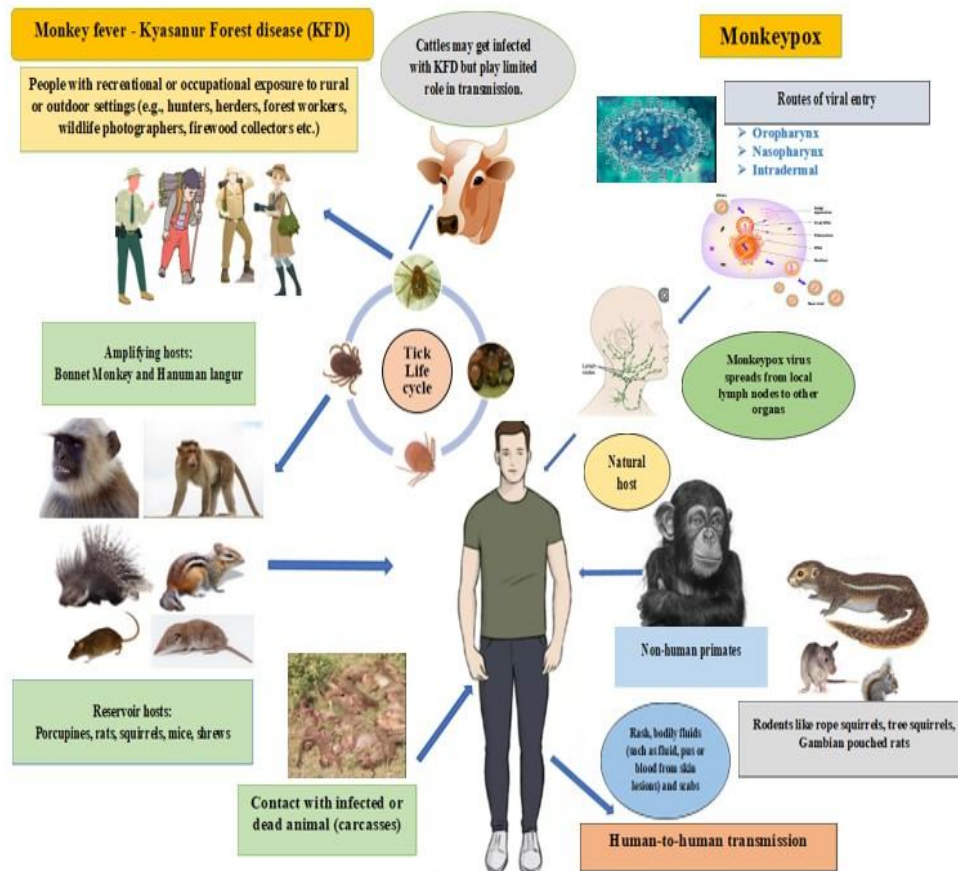 Monkey fever - Kyasanur Forest disease (KFD)
People with recreational or occupational exposure to rural
or outdoor settings (e.g., hunters, herders, forest workers,
wildlife photographers, firewood collectors etc.)
Cattles may get infected
with KFD but play limited
role in transmission.
Monkeypox
Routes of viral entry
➢ Oropharynx
➢ Nasopharynx
➢ Intradermal
Amplifying hosts:
Bonnet Monkey and Hanuman langur
Tick
Life
cycle
Lymph
nodes
Monkeypox virus
spreads from local
lymph nodes to other
organs
Natural
host
Reservoir hosts:
Porcupines, rats, squirrels, mice, shrews
Non-human primates
Rodents like rope squirrels, tree squirrels,
Gambian pouched rats
Contact with infected or
dead animal (carcasses)
Rash, bodily fluids
(such as fluid, pus or
blood from skin
lesions) and scabs
Human-to-human transmission